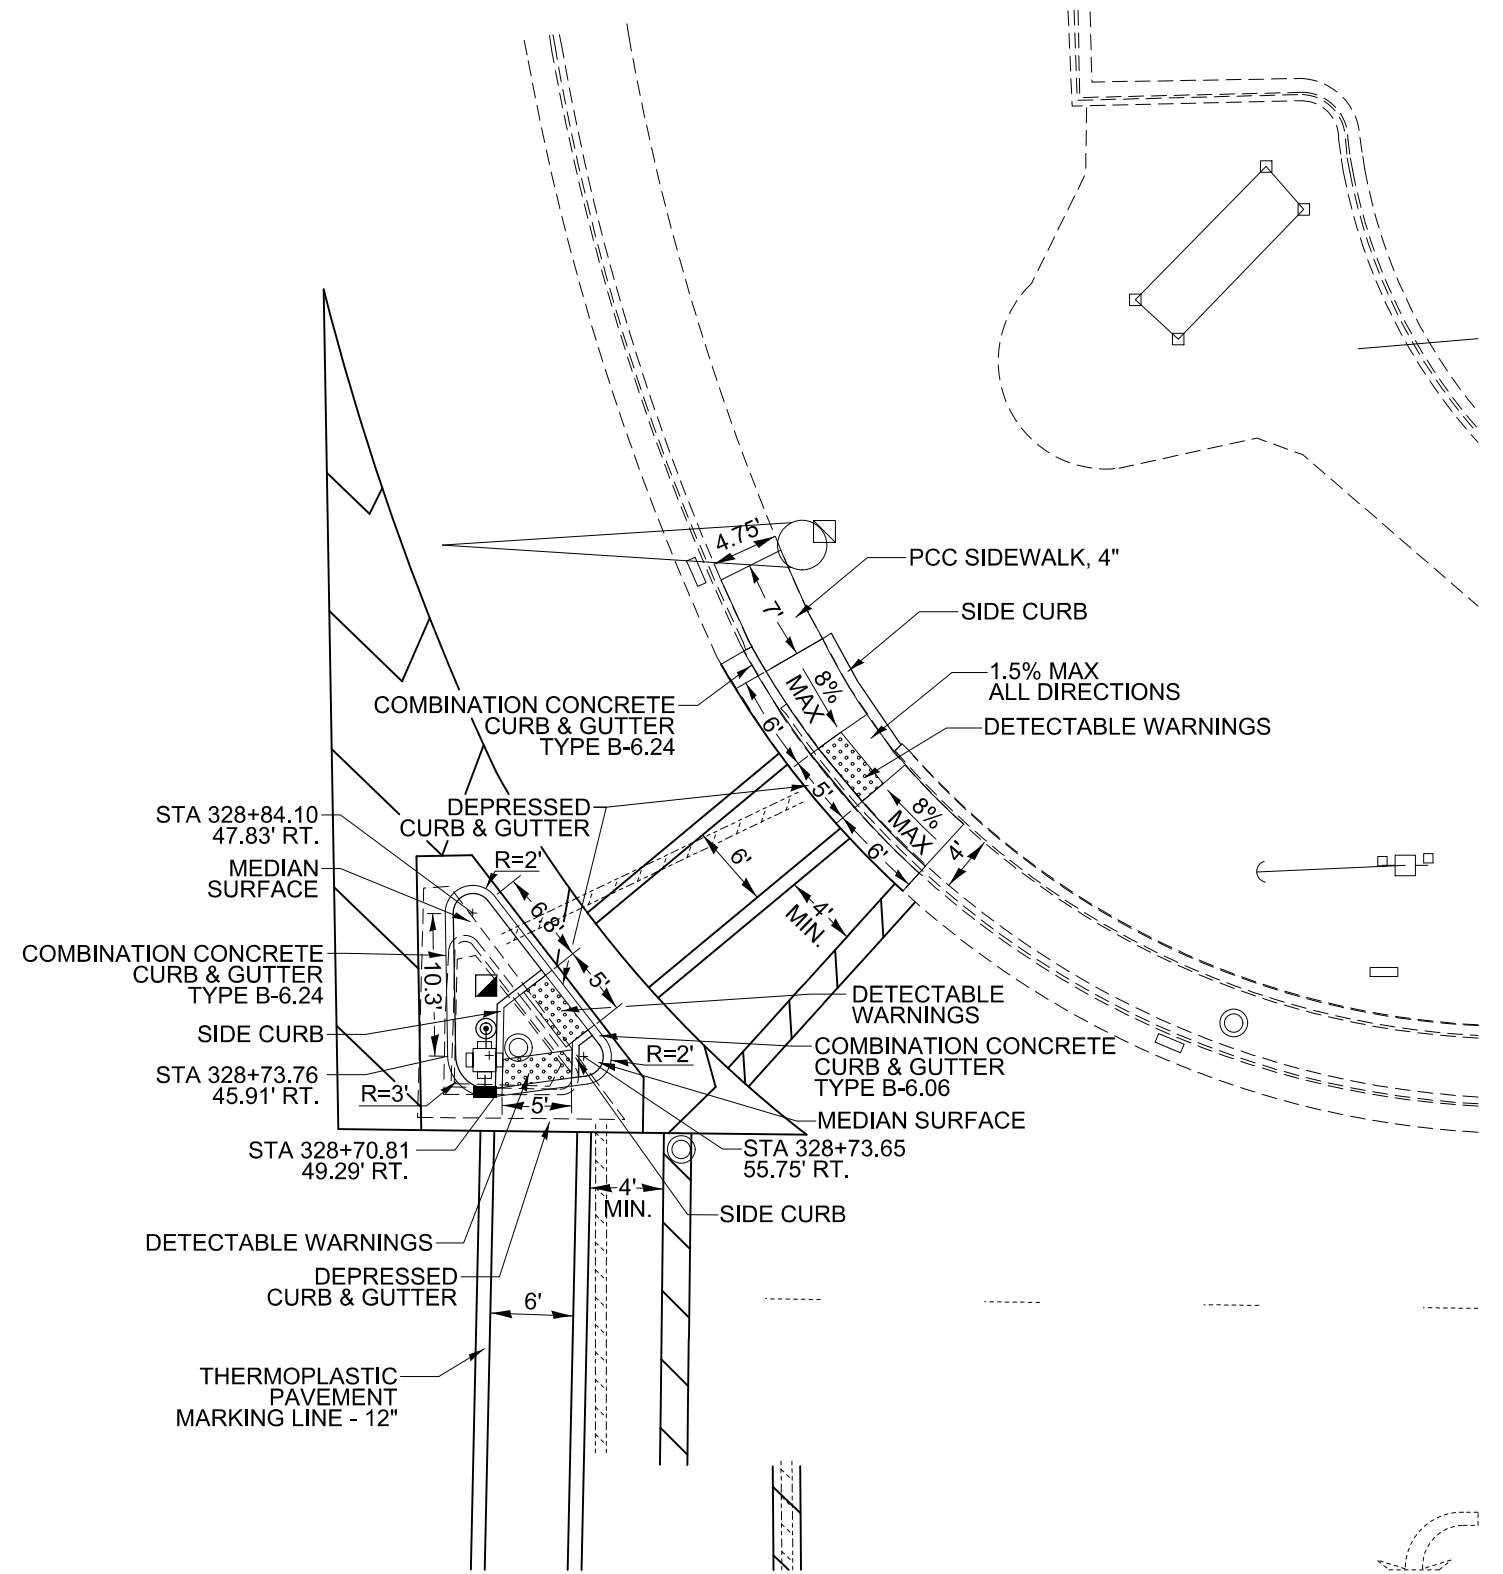 4.75'
PCC SIDEWALK, 4"
7'
SIDE CURB
8%
MAX
1.5% MAX
ALL DIRECTIONS
COMBINATION CONCRETE
CURB & GUTTER
TYPE B-6.24
DETECTABLE WARNINGS
6'
5'
6'
8%
MAX
4'
DEPRESSED
CURB & GUTTER
STA 328+84.10
47.83' RT.
R=2'
MEDIAN
SURFACE
6.8'
6'
4'
MIN.
COMBINATION CONCRETE
CURB & GUTTER
TYPE B-6.24
10.3'
5'
DETECTABLE
WARNINGS
SIDE CURB
COMBINATION CONCRETE
CURB & GUTTER
TYPE B-6.06
R=2'
STA 328+73.76
45.91' RT.
R=3'
5'
MEDIAN SURFACE
STA 328+70.81
49.29' RT.
STA 328+73.65
55.75' RT.
4'
MIN.
SIDE CURB
DETECTABLE WARNINGS
DEPRESSED
CURB & GUTTER
6'
THERMOPLASTIC
PAVEMENT
MARKING LINE - 12"